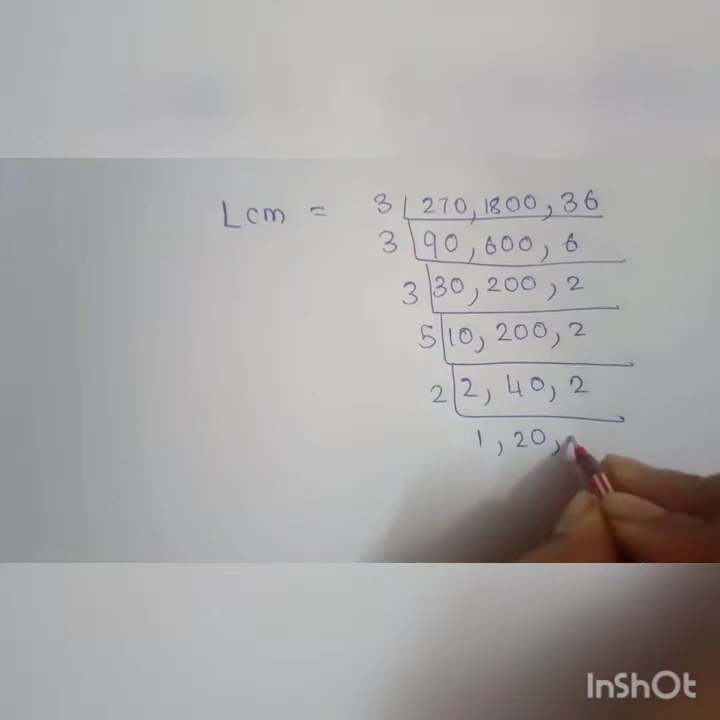 Lcm = 3 270, 1800, 36
3 90, 600, 6
3 30, 200, 2
5 10, 200, 2
2 2, 40, 2
1, 20,
InShOt